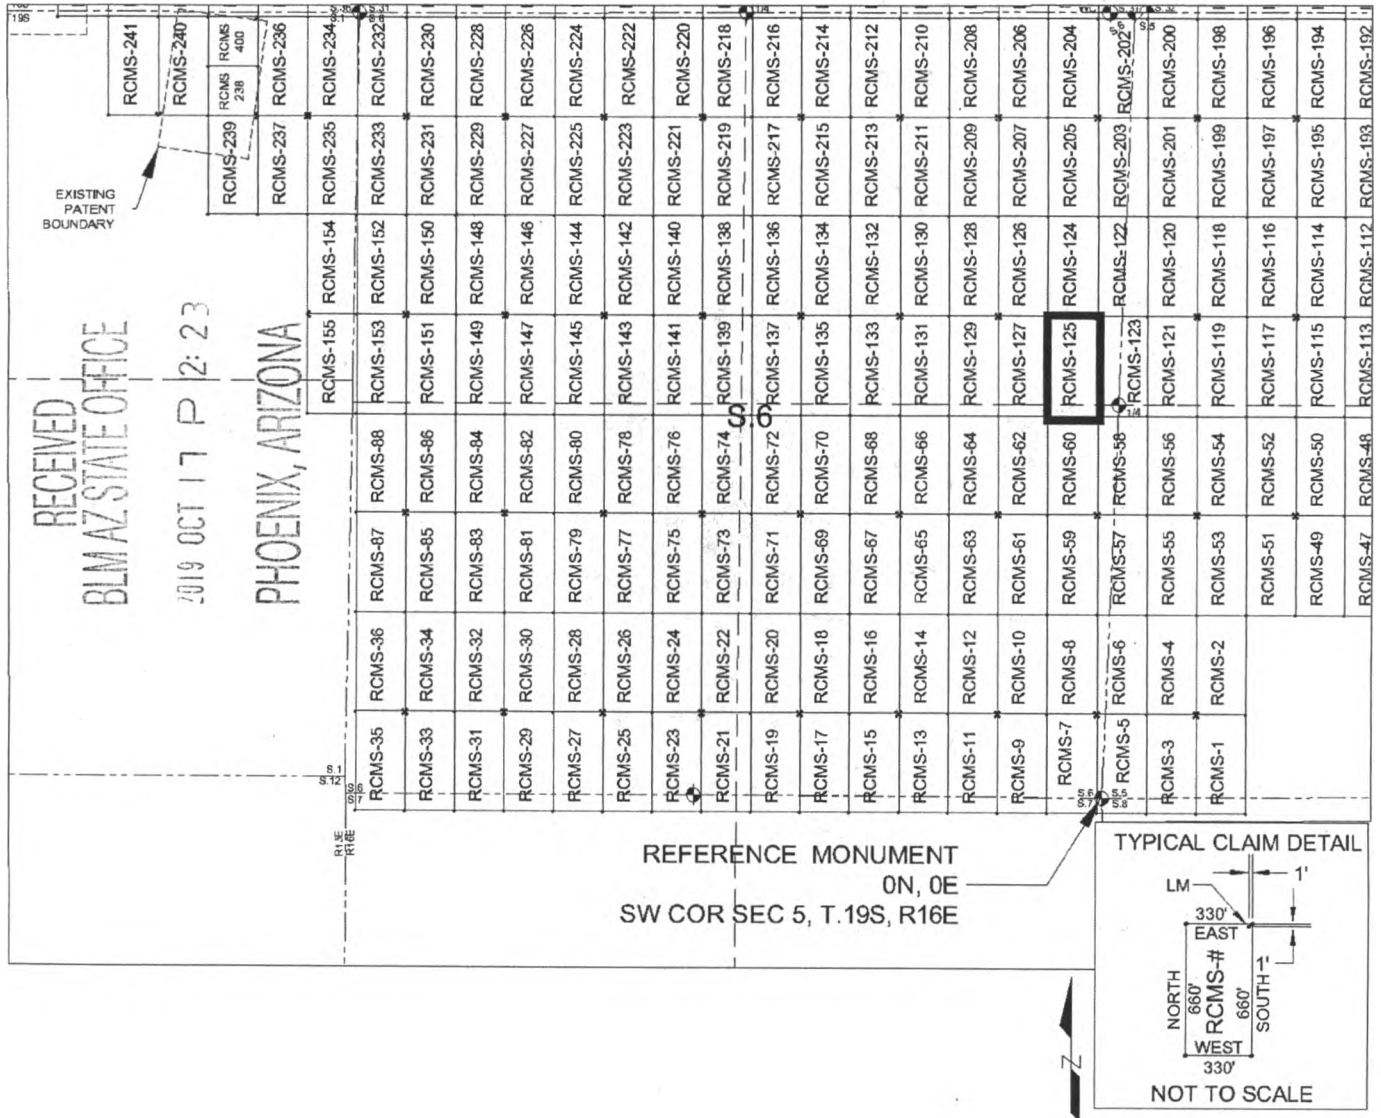 19S
S.36 S.31
S.1 S.6
1/4
S.6 S.5
RCMS-241 RCMS-240 RCMS 400 RCMS-236 RCMS-234 RCMS-232 RCMS-230 RCMS-228 RCMS-226 RCMS-224 RCMS-222 RCMS-220 RCMS-218 RCMS-216 RCMS-214 RCMS-212 RCMS-210 RCMS-208 RCMS-206 RCMS-204 RCMS-202 RCMS-200 RCMS-198 RCMS-196 RCMS-194 RCMS-192
RCMS 238
RCMS-239 RCMS-237 RCMS-235 RCMS-233 RCMS-231 RCMS-229 RCMS-227 RCMS-225 RCMS-223 RCMS-221 RCMS-219 RCMS-217 RCMS-215 RCMS-213 RCMS-211 RCMS-209 RCMS-207 RCMS-205 RCMS-203 RCMS-201 RCMS-199 RCMS-197 RCMS-195 RCMS-193
EXISTING
PATENT
BOUNDARY
RCMS-154 RCMS-152 RCMS-150 RCMS-148 RCMS-146 RCMS-144 RCMS-142 RCMS-140 RCMS-138 RCMS-136 RCMS-134 RCMS-132 RCMS-130 RCMS-128 RCMS-126 RCMS-124 RCMS-122 RCMS-120 RCMS-118 RCMS-116 RCMS-114 RCMS-112
RCMS-155 RCMS-153 RCMS-151 RCMS-149 RCMS-147 RCMS-145 RCMS-143 RCMS-141 RCMS-139 RCMS-137 RCMS-135 RCMS-133 RCMS-131 RCMS-129 RCMS-127 RCMS-125 RCMS-123 RCMS-121 RCMS-119 RCMS-117 RCMS-115 RCMS-113
S.6
1/4
RECEIVED
BLM AZ STATE OFFICE
2019 OCT 17 P 2:23
PHOENIX, ARIZONA
RCMS-88 RCMS-86 RCMS-84 RCMS-82 RCMS-80 RCMS-78 RCMS-76 RCMS-74 RCMS-72 RCMS-70 RCMS-68 RCMS-66 RCMS-64 RCMS-62 RCMS-60 RCMS-58 RCMS-56 RCMS-54 RCMS-52 RCMS-50 RCMS-48
RCMS-87 RCMS-85 RCMS-83 RCMS-81 RCMS-79 RCMS-77 RCMS-75 RCMS-73 RCMS-71 RCMS-69 RCMS-67 RCMS-65 RCMS-63 RCMS-61 RCMS-59 RCMS-57 RCMS-55 RCMS-53 RCMS-51 RCMS-49 RCMS-47
RCMS-36 RCMS-34 RCMS-32 RCMS-30 RCMS-28 RCMS-26 RCMS-24 RCMS-22 RCMS-20 RCMS-18 RCMS-16 RCMS-14 RCMS-12 RCMS-10 RCMS-8 RCMS-6 RCMS-4 RCMS-2
RCMS-35 RCMS-33 RCMS-31 RCMS-29 RCMS-27 RCMS-25 RCMS-23 RCMS-21 RCMS-19 RCMS-17 RCMS-15 RCMS-13 RCMS-11 RCMS-9 RCMS-7 RCMS-5 RCMS-3 RCMS-1
S.1
S.12
S.6
S.7
S.6 S.5
S.7 S.8
R16E
REFERENCE MONUMENT
0N, 0E
SW COR SEC 5, T.19S, R16E
TYPICAL CLAIM DETAIL
LM
1'
330'
EAST
NORTH
660'
RCMS-#
660'
SOUTH
1'
WEST
330'
NOT TO SCALE
N